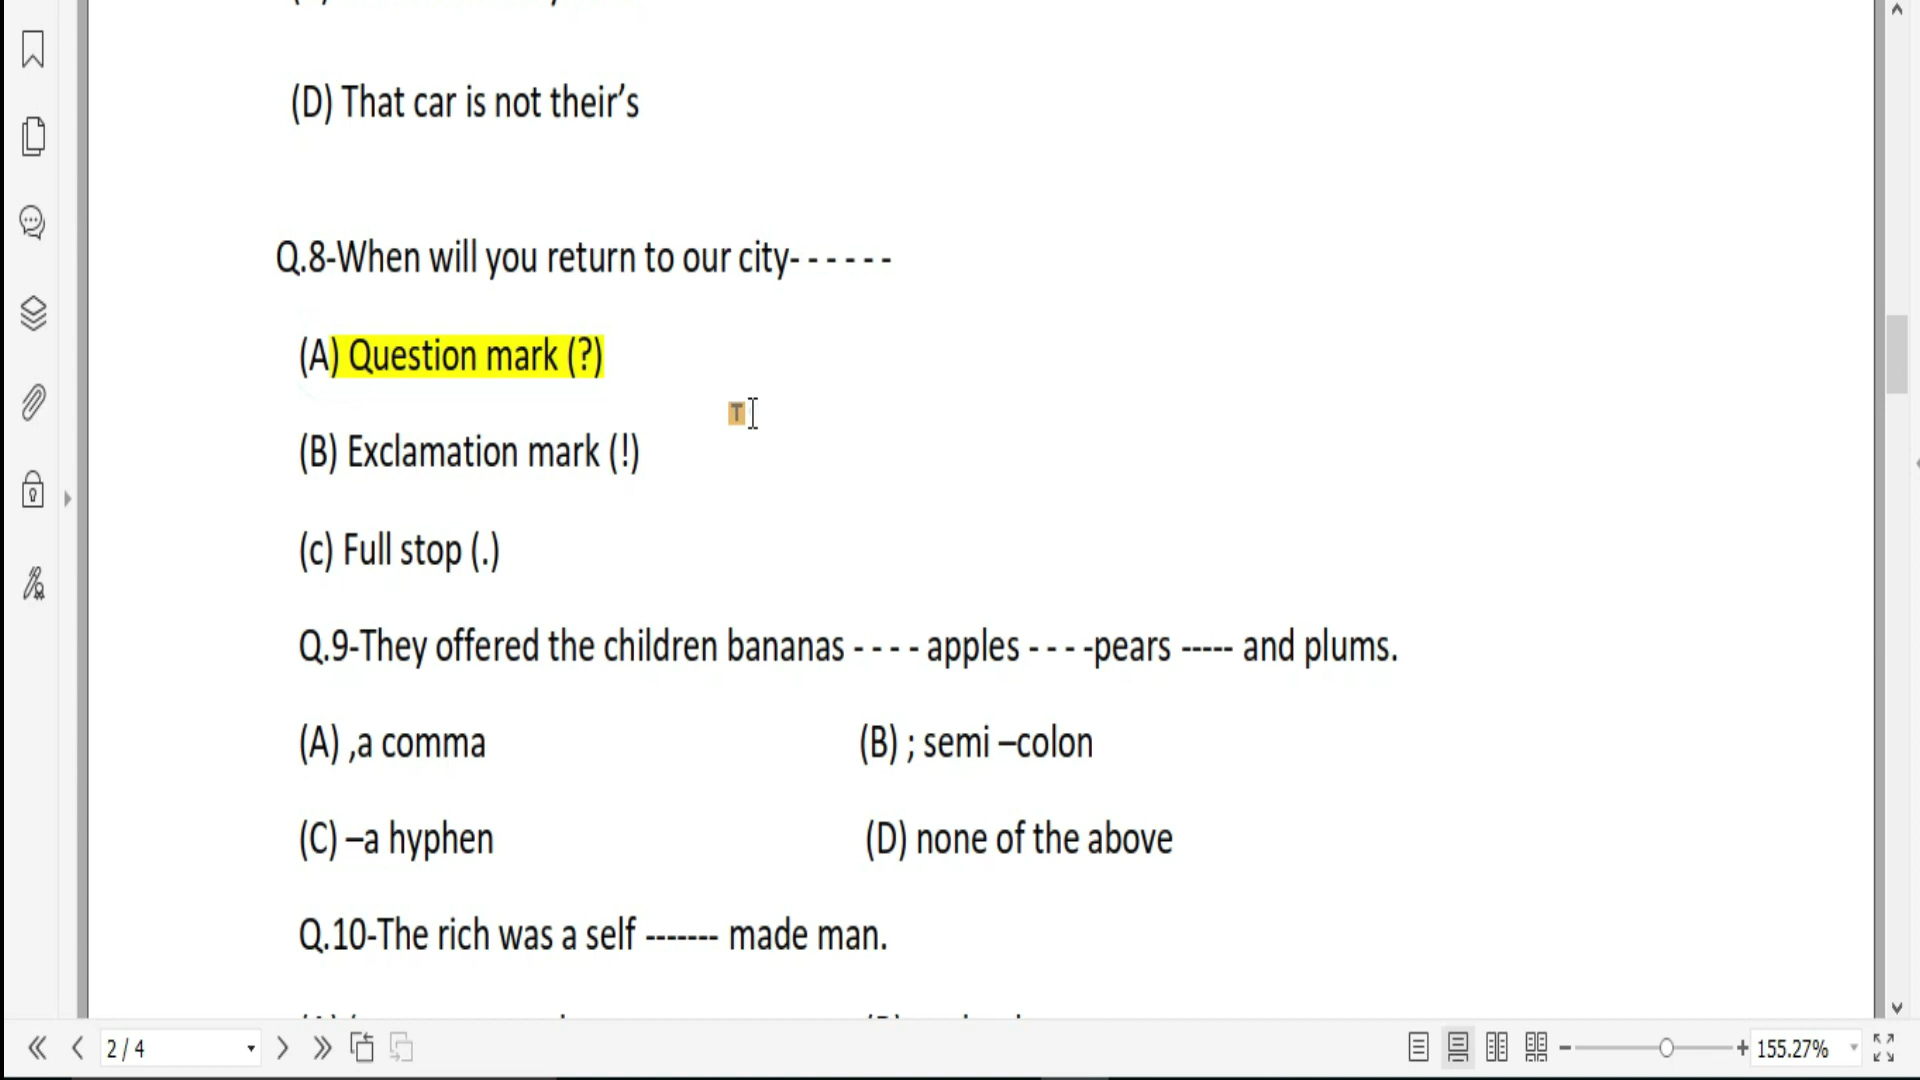 (D) That car is not their’s
Q.8-When will you return to our city- - - - - -
(A) Question mark (?)
T
(B) Exclamation mark (!)
(c) Full stop (.)
Q.9-They offered the children bananas - - - - apples - - - -pears ----- and plums.
(A) ,a comma (B) ; semi –colon
(C) –a hyphen (D) none of the above
Q.10-The rich was a self ------- made man.
2 / 4 155.27%